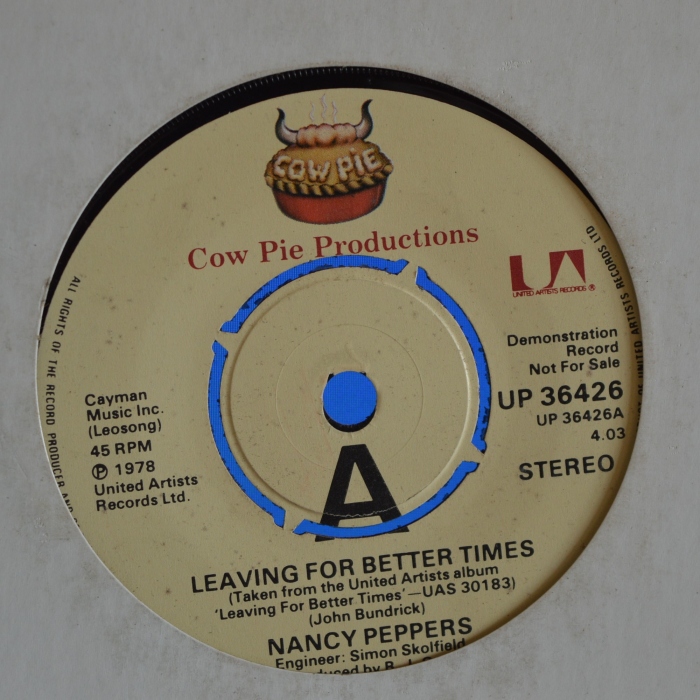 COW PIE
Cow Pie Productions
UNITED ARTISTS RECORDS ®
Demonstration
Record
Not For Sale
UP 36426
UP 36426A
4.03
STEREO
Cayman
Music Inc.
(Leosong)
45 RPM
℗ 1978
United Artists
Records Ltd.
A
LEAVING FOR BETTER TIMES
(Taken from the United Artists album
'Leaving For Better Times'—UAS 30183)
(John Bundrick)
NANCY PEPPERS
Engineer: Simon Skolfield
ALL RIGHTS OF THE RECORD PRODUCER AND
OF UNITED ARTISTS RECORDS LTD